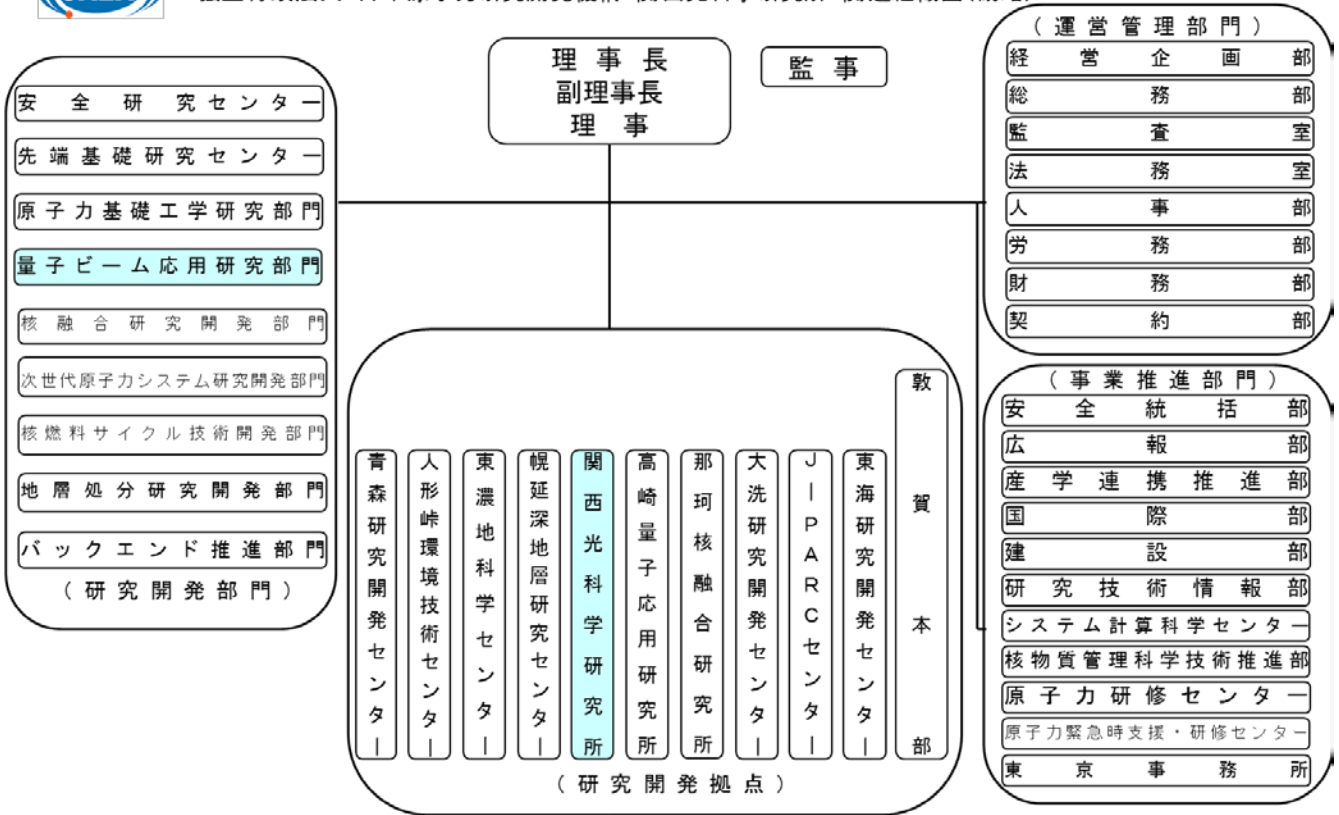 理事長
副理事長
理事
監事
安全研究センター
先端基礎研究センター
原子力基礎工学研究部門
量子ビーム応用研究部門
核融合研究開発部門
次世代原子力システム研究開発部門
核燃料サイクル技術開発部門
地層処分研究開発部門
バックエンド推進部門
(研究開発部門)
青森研究開発センター
人形峠環境技術センター
東濃地科学センター
幌延深地層研究センター
関西光科学研究所
高崎量子応用研究所
那珂核融合研究所
大洗研究開発センター
J-PARCセンター
東海研究開発センター
敦賀本部
(研究開発拠点)
(運営管理部門)
経営企画部
総務部
監査室
法務室
人事部
労務部
財務部
契約部
(事業推進部門)
安全統括部
広報部
産学連携推進部
国際部
建設部
研究技術情報部
システム計算科学センター
核物質管理科学技術推進部
原子力研修センター
原子力緊急時支援・研修センター
東京事務所